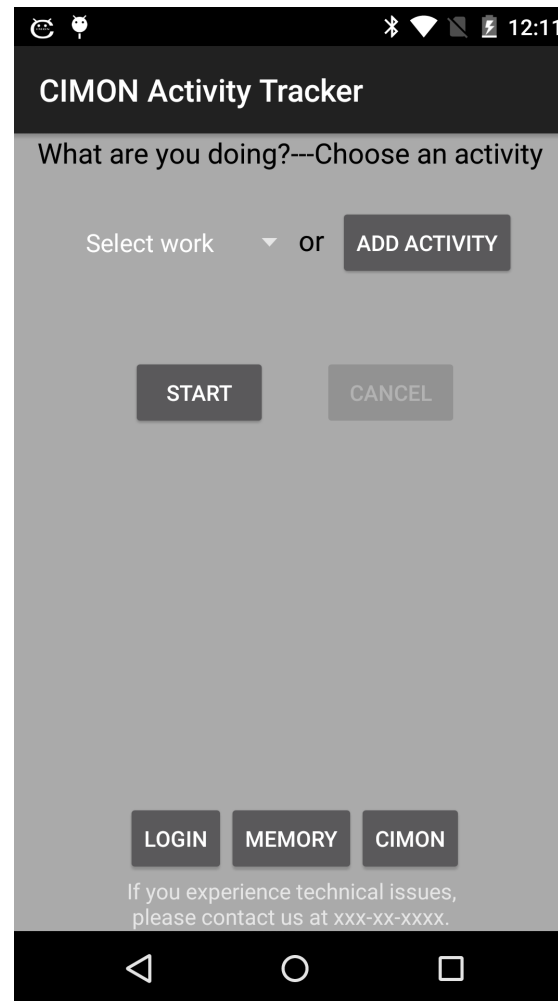 12:11
CIMON Activity Tracker
What are you doing?---Choose an activity
Select work or ADD ACTIVITY
START CANCEL
LOGIN MEMORY CIMON
If you experience technical issues,
please contact us at xxx-xx-xxxx.